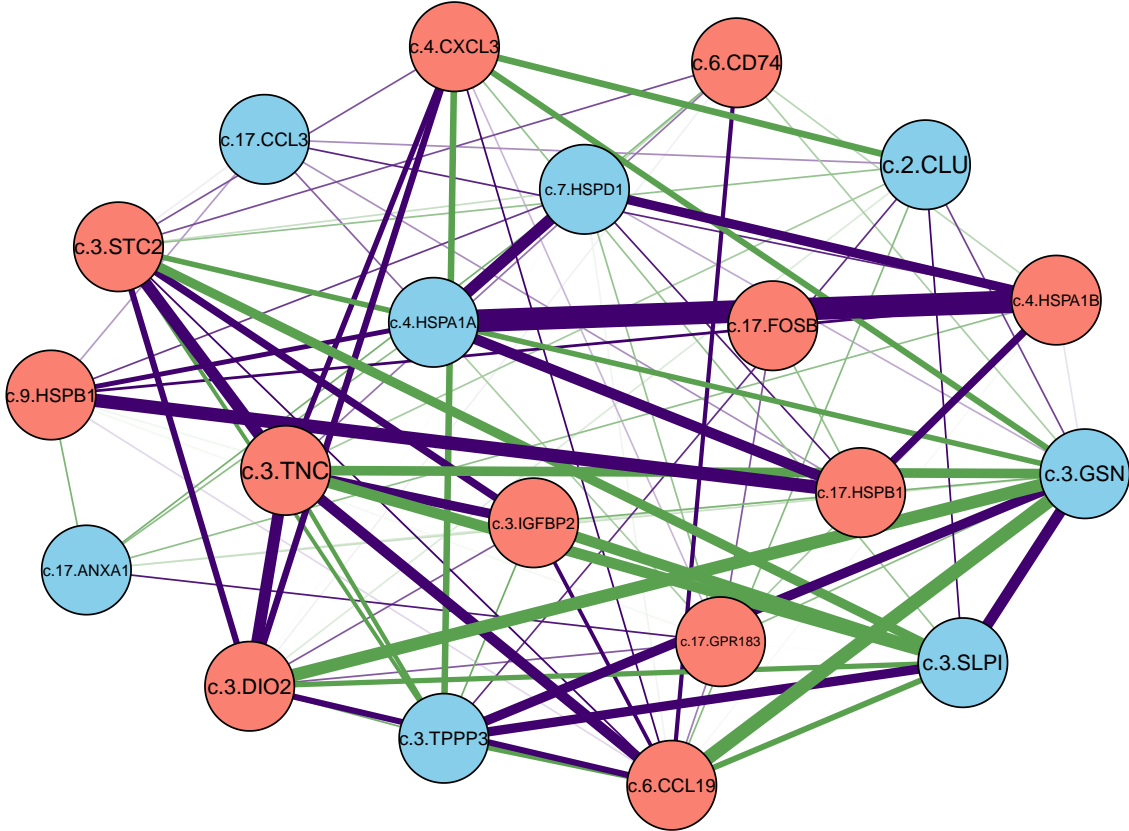 c.4.CXCL3
c.6.CD74
c.17.CCL3
c.2.CLU
c.7.HSPD1
c.3.STC2
c.4.HSPA1B
c.4.HSPA1A
c.17.FOSB
c.9.HSPB1
c.3.TNC
c.3.GSN
c.17.HSPB1
c.3.IGFBP2
c.17.ANXA1
c.17.GPR183
c.3.SLPI
c.3.DIO2
c.3.TPPP3
c.6.CCL19